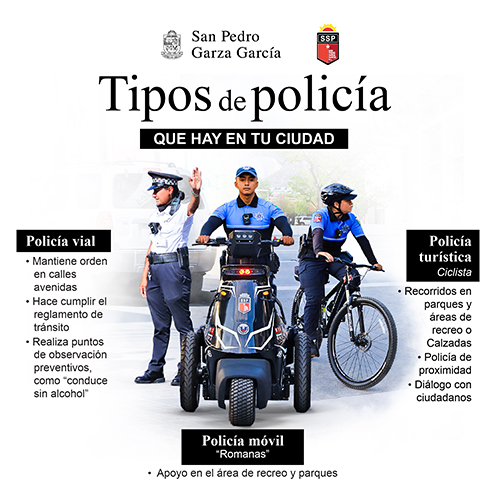 San Pedro
Garza García
SSP
Tipos de policía
QUE HAY EN TU CIUDAD
Policía vial
• Mantiene orden
en calles
avenidas
• Hace cumplir el
reglamento de
tránsito
• Realiza puntos
de observación
preventivos,
como “conduce
sin alcohol”
Policía
turística
Ciclista
• Recorridos en
parques y
áreas de
recreo o
Calzadas
• Policía de
proximidad
• Diálogo con
ciudadanos
SSP
Policía móvil
“Romanas”
• Apoyo en el área de recreo y parques